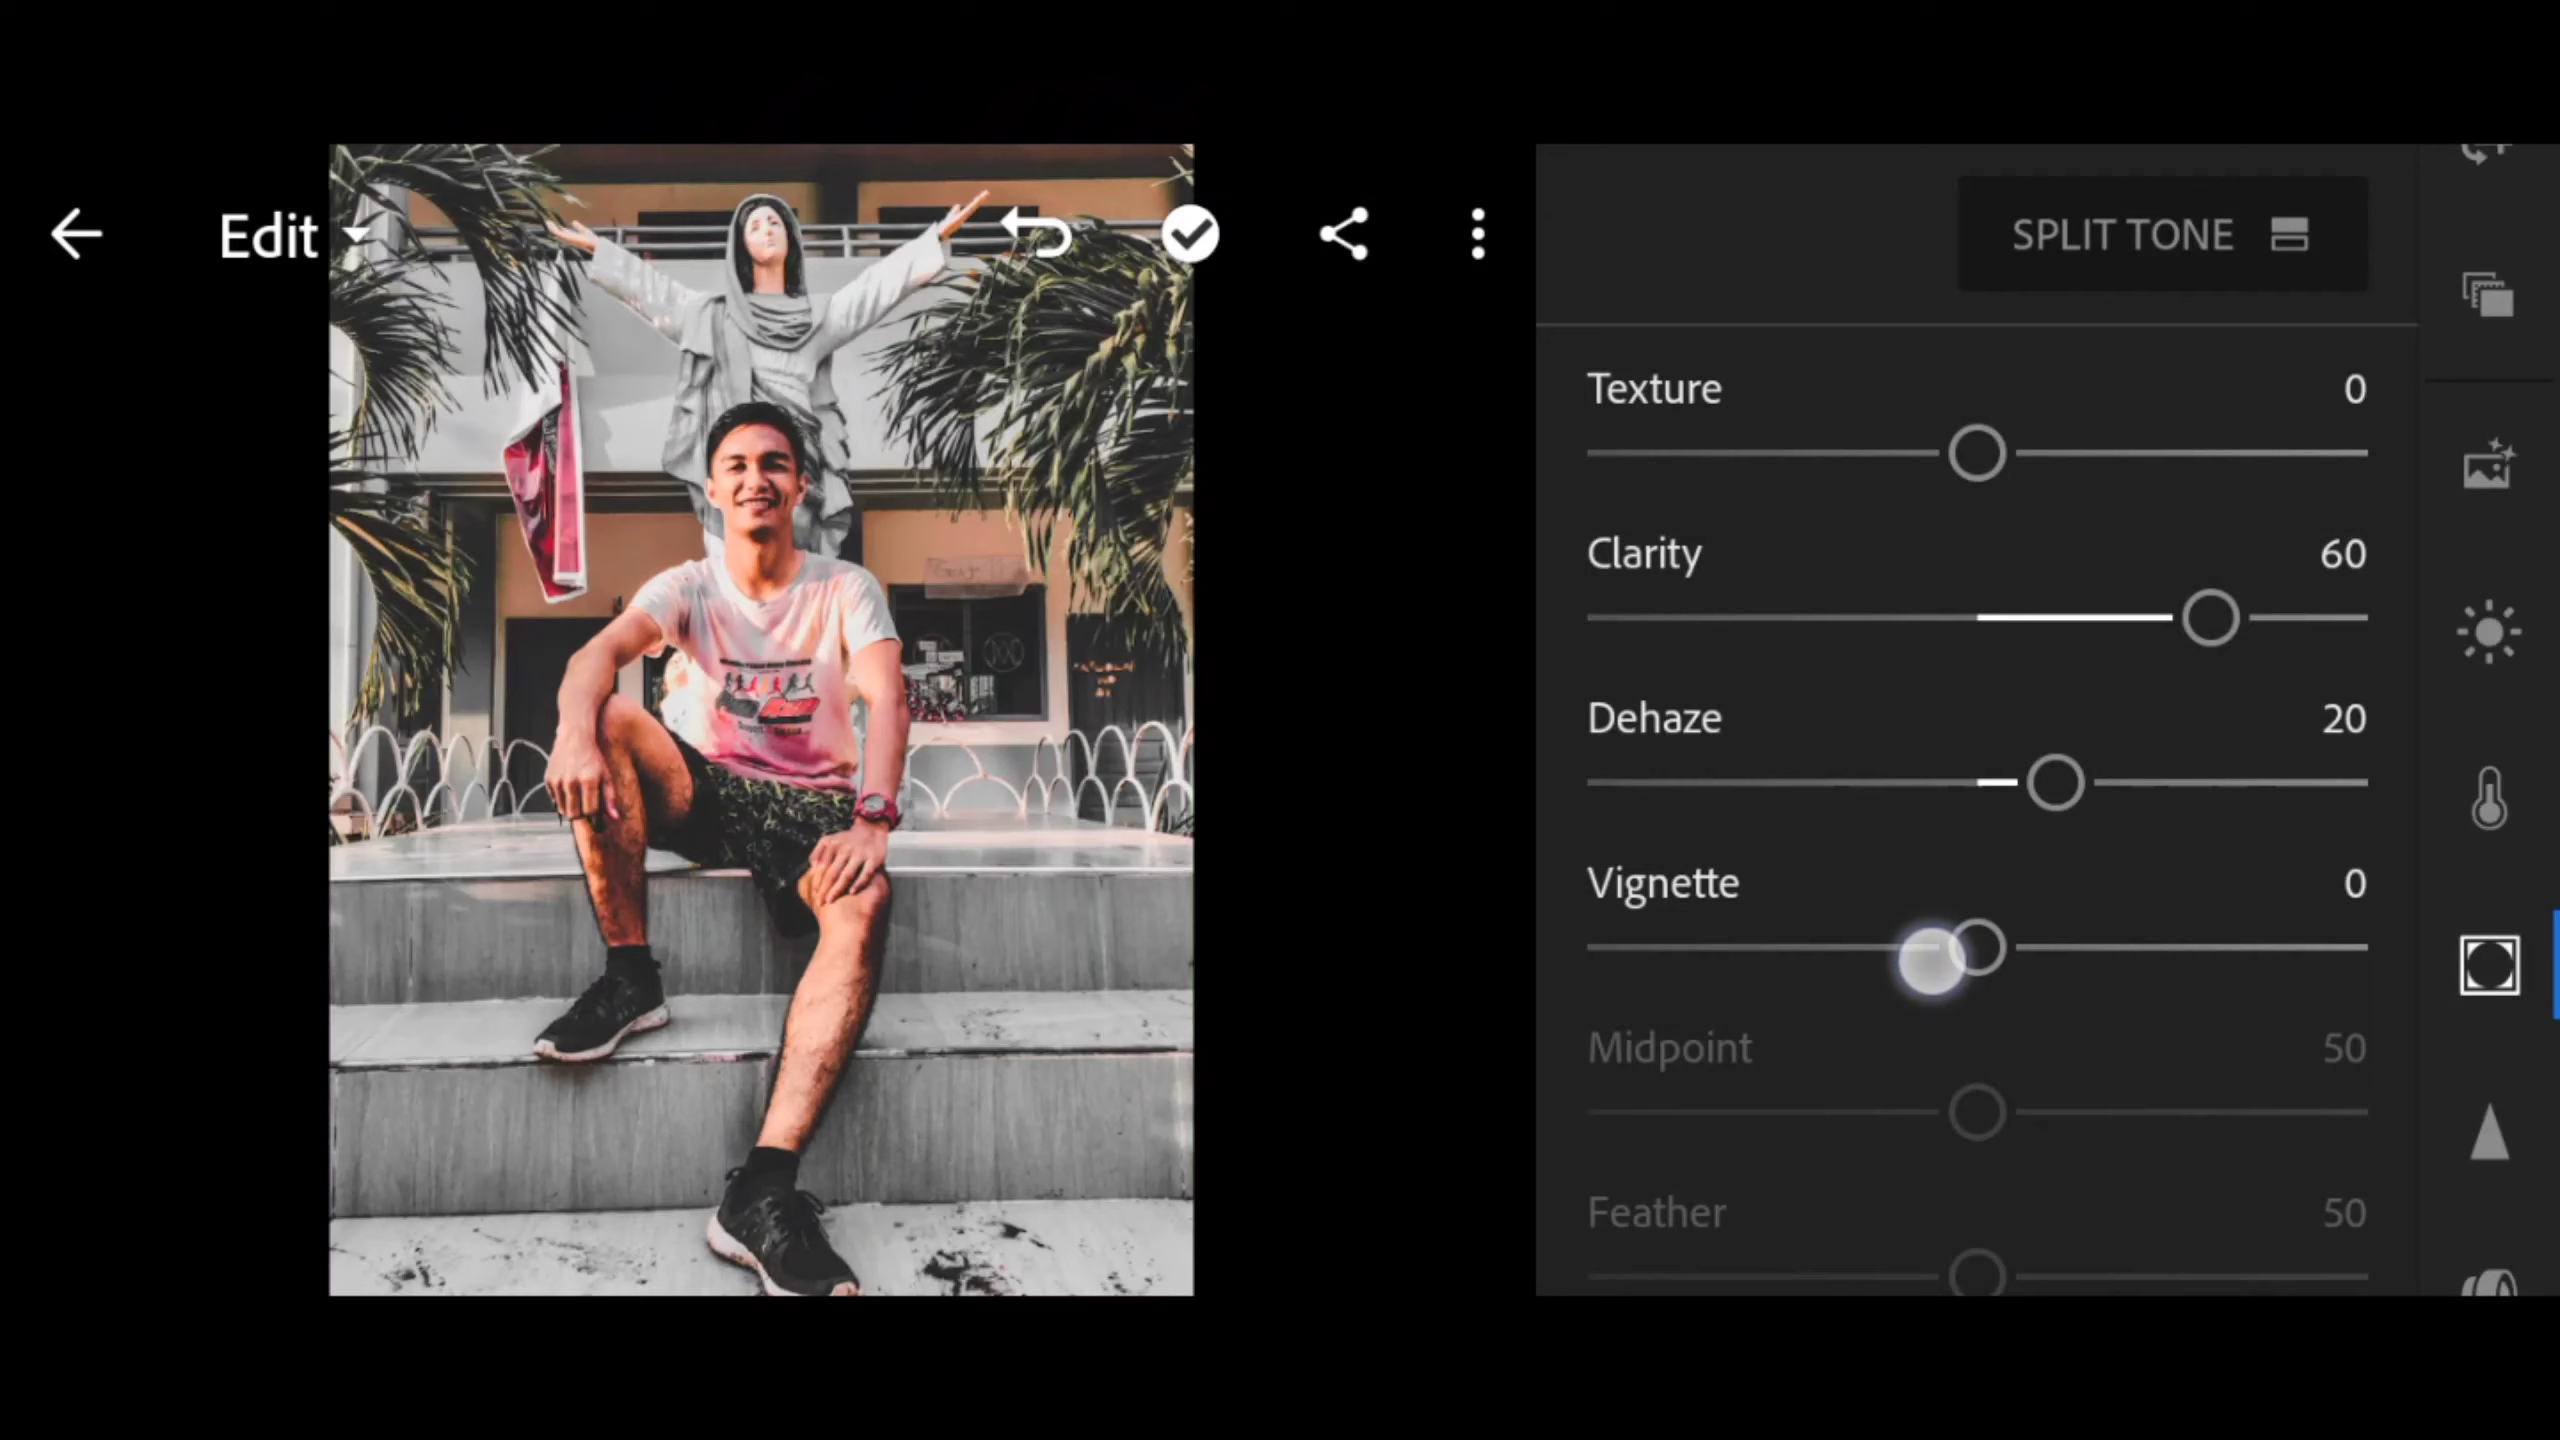 Edit
SPLIT TONE
Texture 0
Clarity 60
Dehaze 20
Vignette 0
Midpoint 50
Feather 50